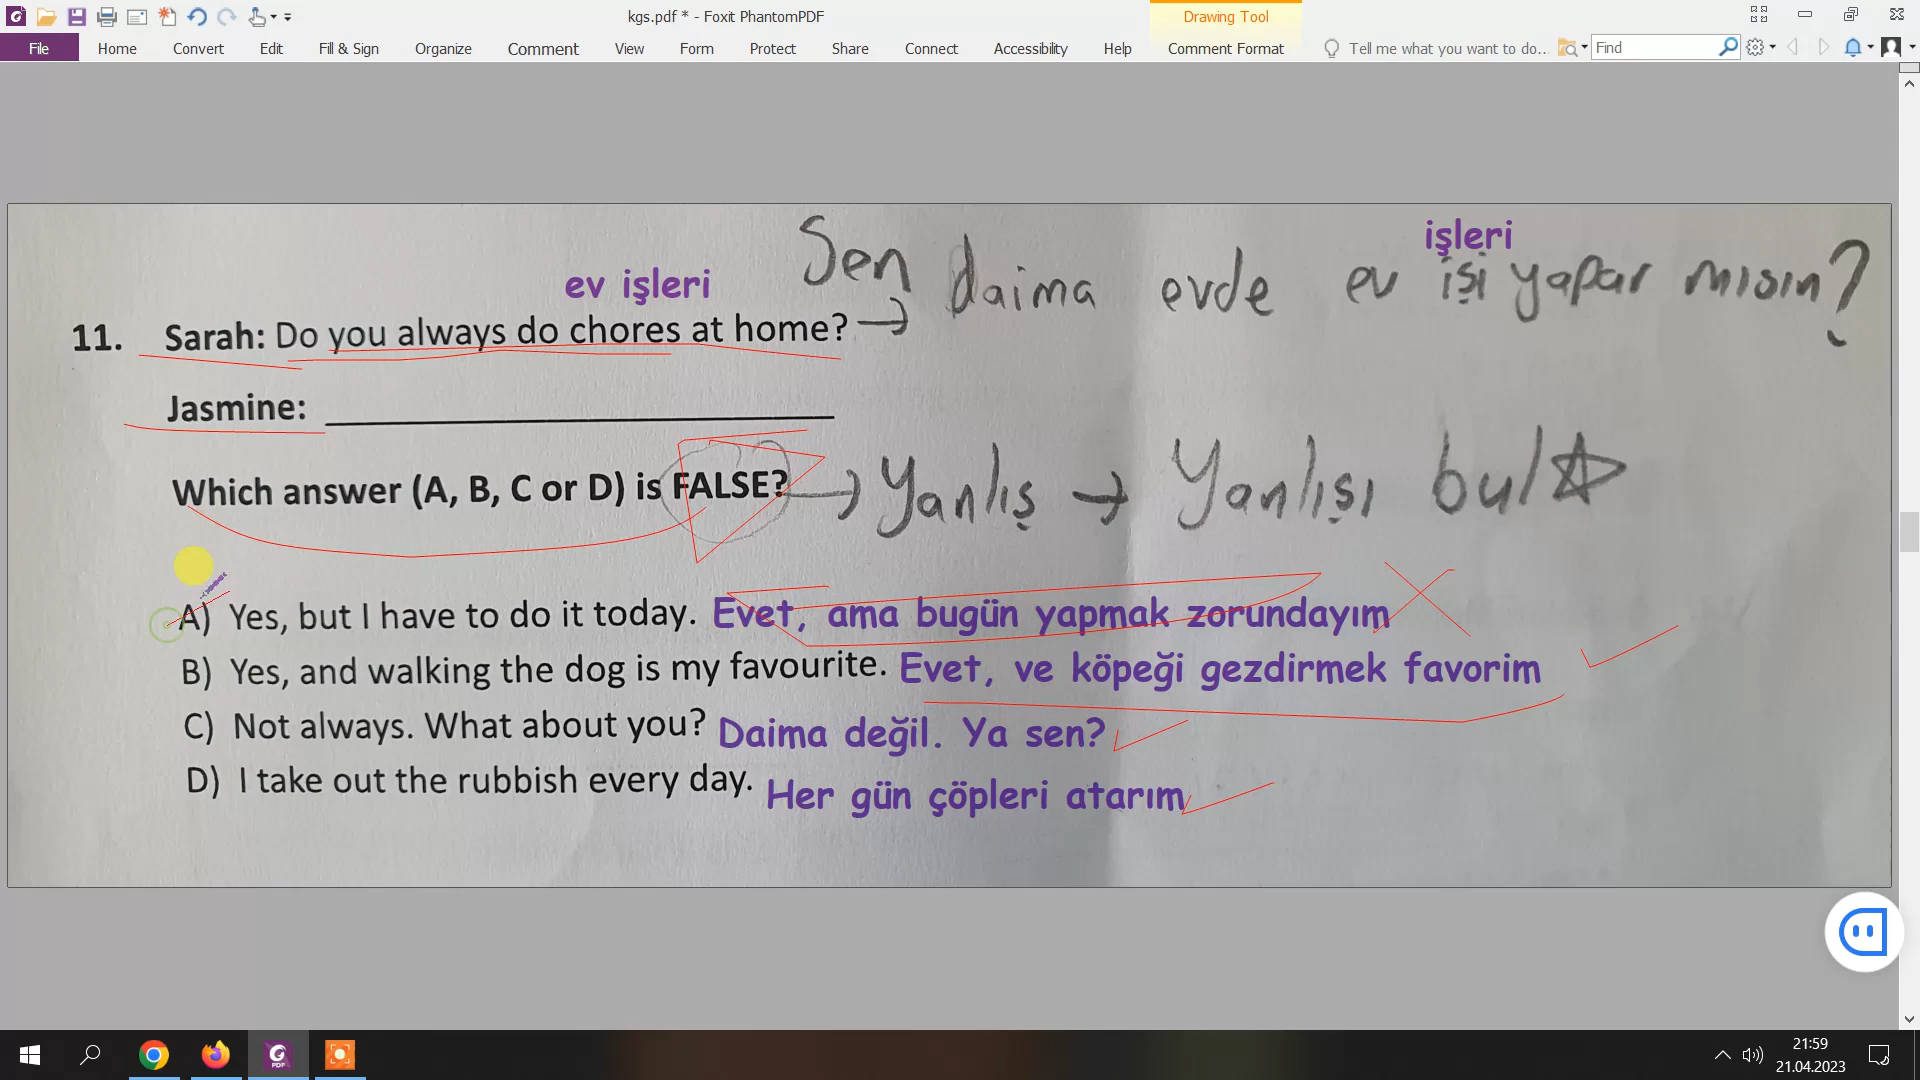 kgs.pdf * - Foxit PhantomPDF
Drawing Tool
File Home Convert Edit Fill & Sign Organize Comment View Form Protect Share Connect Accessibility Help Comment Format Tell me what you want to do... Find
işleri
ev işleri Sen daima evde ev işi yapar mısın?
11. Sarah: Do you always do chores at home? →
Jasmine:
Which answer (A, B, C or D) is FALSE? → Yanlış → Yanlışı bul
A) Yes, but I have to do it today. Evet, ama bugün yapmak zorundayım
B) Yes, and walking the dog is my favourite. Evet, ve köpeği gezdirmek favorim
C) Not always. What about you? Daima değil. Ya sen?
D) I take out the rubbish every day. Her gün çöpleri atarım
PDF
21:59
21.04.2023